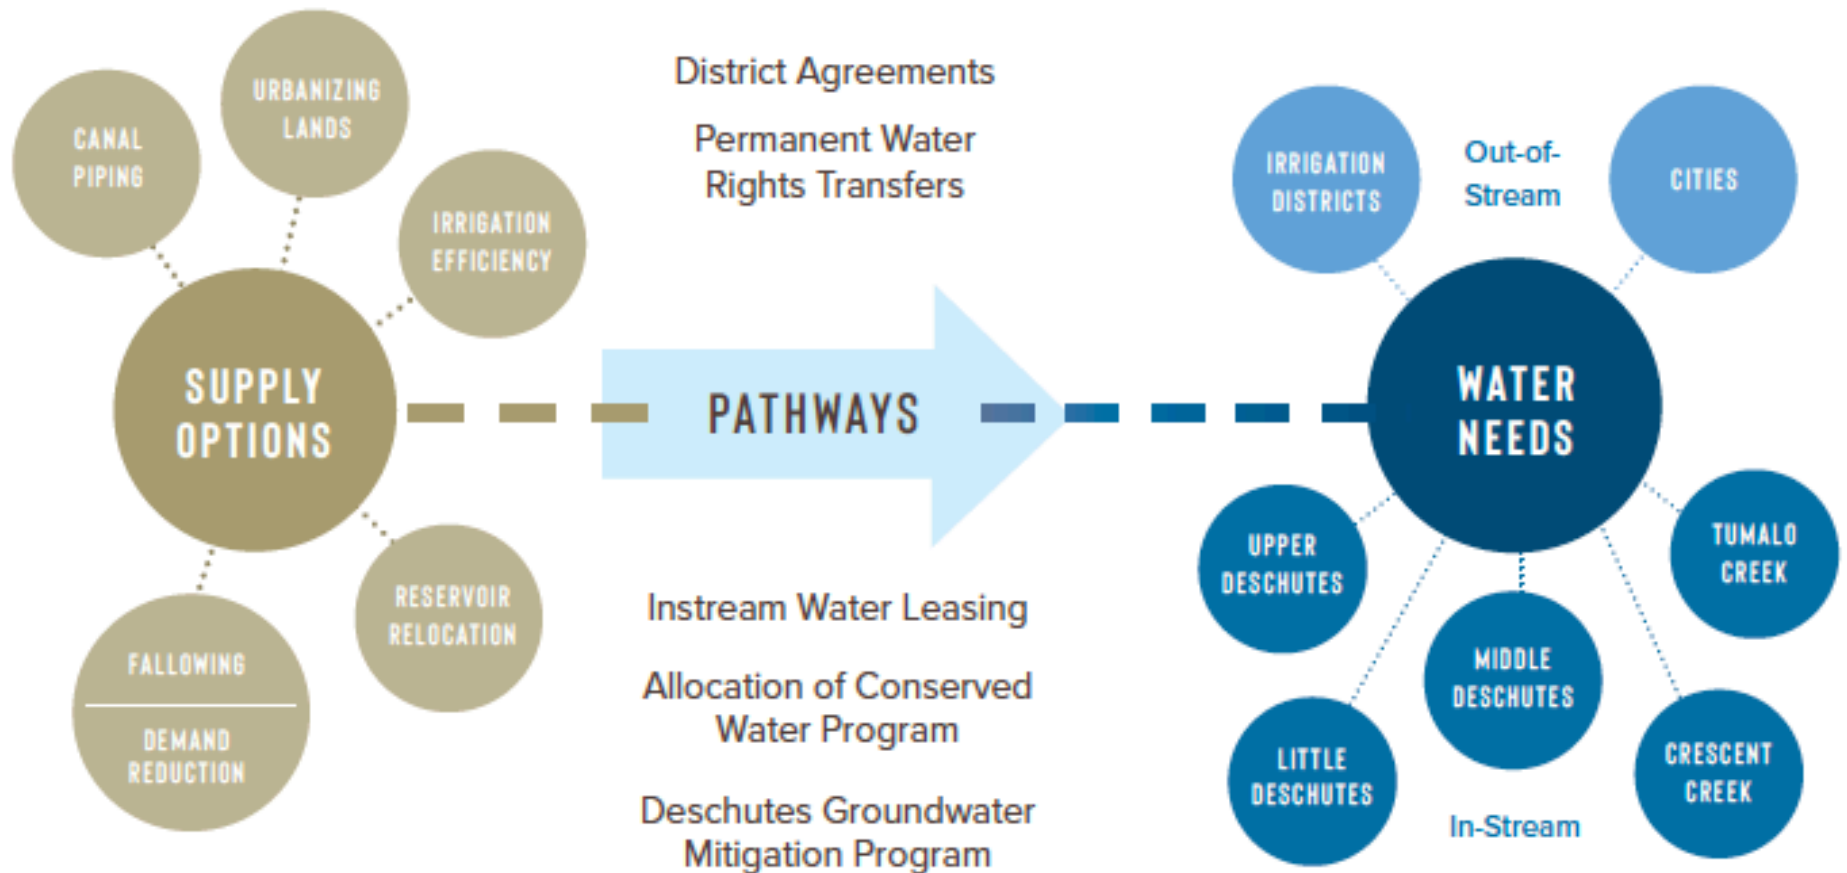 CANAL
PIPING
URBANIZING
LANDS
IRRIGATION
EFFICIENCY
SUPPLY
OPTIONS
RESERVOIR
RELOCATION
FALLOWING
DEMAND
REDUCTION
District Agreements
Permanent Water
Rights Transfers
PATHWAYS
Instream Water Leasing
Allocation of Conserved
Water Program
Deschutes Groundwater
Mitigation Program
IRRIGATION
DISTRICTS
Out-of-
Stream
CITIES
WATER
NEEDS
UPPER
DESCHUTES
TUMALO
CREEK
MIDDLE
DESCHUTES
LITTLE
DESCHUTES
CRESCENT
CREEK
In-Stream